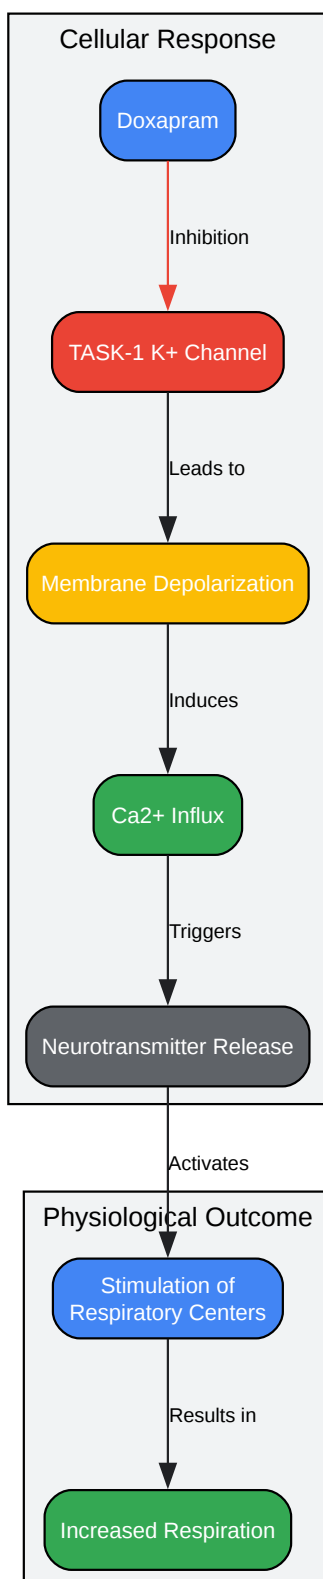 Cellular Response
Doxapram
Inhibition
TASK-1 K+ Channel
Leads to
Membrane Depolarization
Induces
Ca2+ Influx
Triggers
Neurotransmitter Release
Activates
Physiological Outcome
Stimulation of
Respiratory Centers
Results in
Increased Respiration